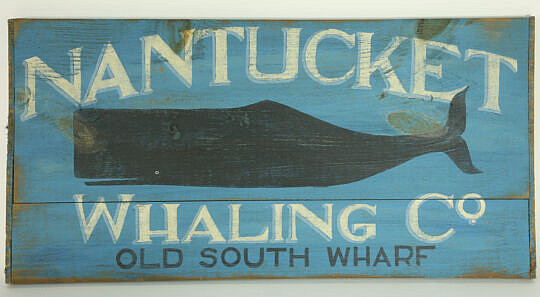 NANTUCKET
WHALING Cº
OLD SOUTH WHARF